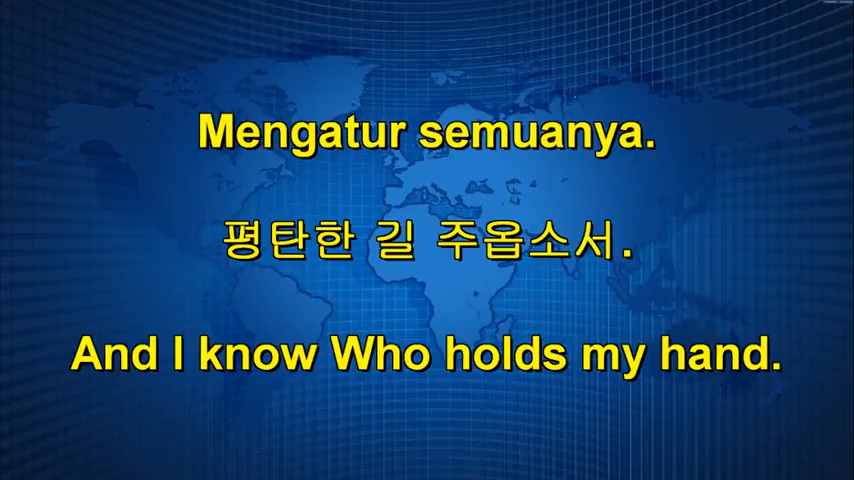 Mengatur semuanya.
평탄한 길 주옵소서.
And I know Who holds my hand.